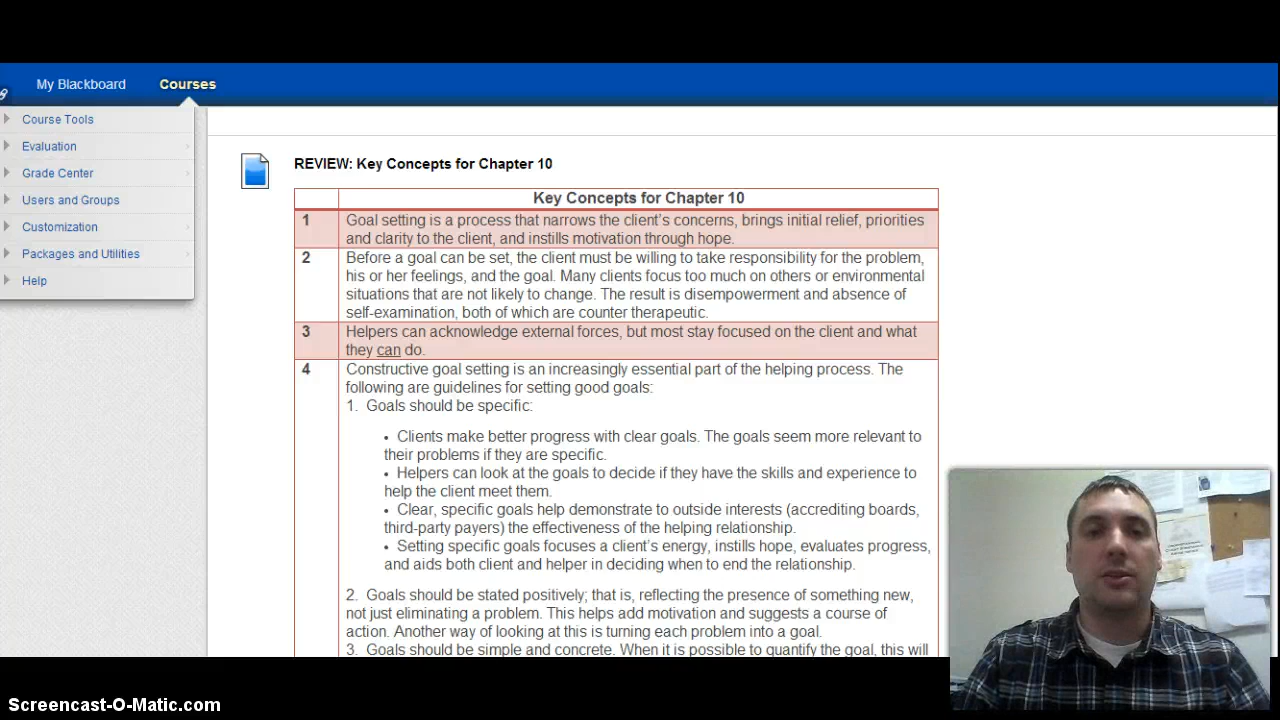 My Blackboard
Courses
Course Tools
Evaluation
Grade Center
Users and Groups
Customization
Packages and Utilities
Help
REVIEW: Key Concepts for Chapter 10
Key Concepts for Chapter 10
1
Goal setting is a process that narrows the client's concerns, brings initial relief, priorities
and clarity to the client, and instills motivation through hope.
2
Before a goal can be set, the client must be willing to take responsibility for the problem,
his or her feelings, and the goal. Many clients focus too much on others or environmental
situations that are not likely to change. The result is disempowerment and absence of
self-examination, both of which are counter therapeutic.
3
Helpers can acknowledge external forces, but most stay focused on the client and what
they can do.
4
Constructive goal setting is an increasingly essential part of the helping process. The
following are guidelines for setting good goals:
1. Goals should be specific:
• Clients make better progress with clear goals. The goals seem more relevant to
their problems if they are specific.
• Helpers can look at the goals to decide if they have the skills and experience to
help the client meet them.
• Clear, specific goals help demonstrate to outside interests (accrediting boards,
third-party payers) the effectiveness of the helping relationship.
• Setting specific goals focuses a client's energy, instills hope, evaluates progress,
and aids both client and helper in deciding when to end the relationship.
2. Goals should be stated positively; that is, reflecting the presence of something new,
not just eliminating a problem. This helps add motivation and suggests a course of
action. Another way of looking at this is turning each problem into a goal.
3. Goals should be simple and concrete. When it is possible to quantify the goal, this will
Screencast-O-Matic.com